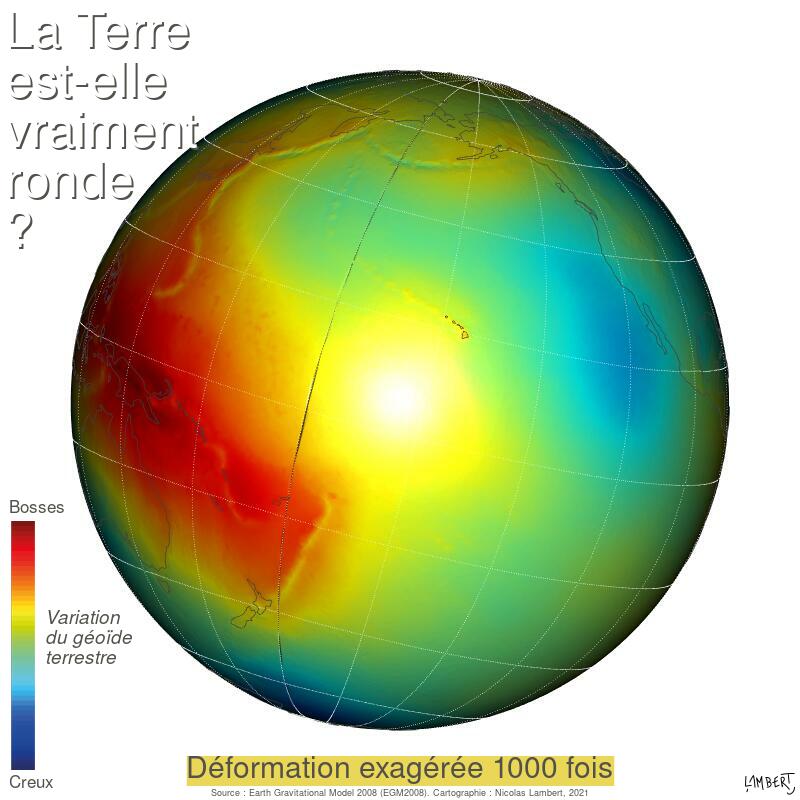 La Terre
est-elle
vraiment
ronde
?
Bosses
Variation
du géoïde
terrestre
Creux
Déformation exagérée 1000 fois
Source : Earth Gravitational Model 2008 (EGM2008). Cartographie : Nicolas Lambert, 2021
LAMBERT